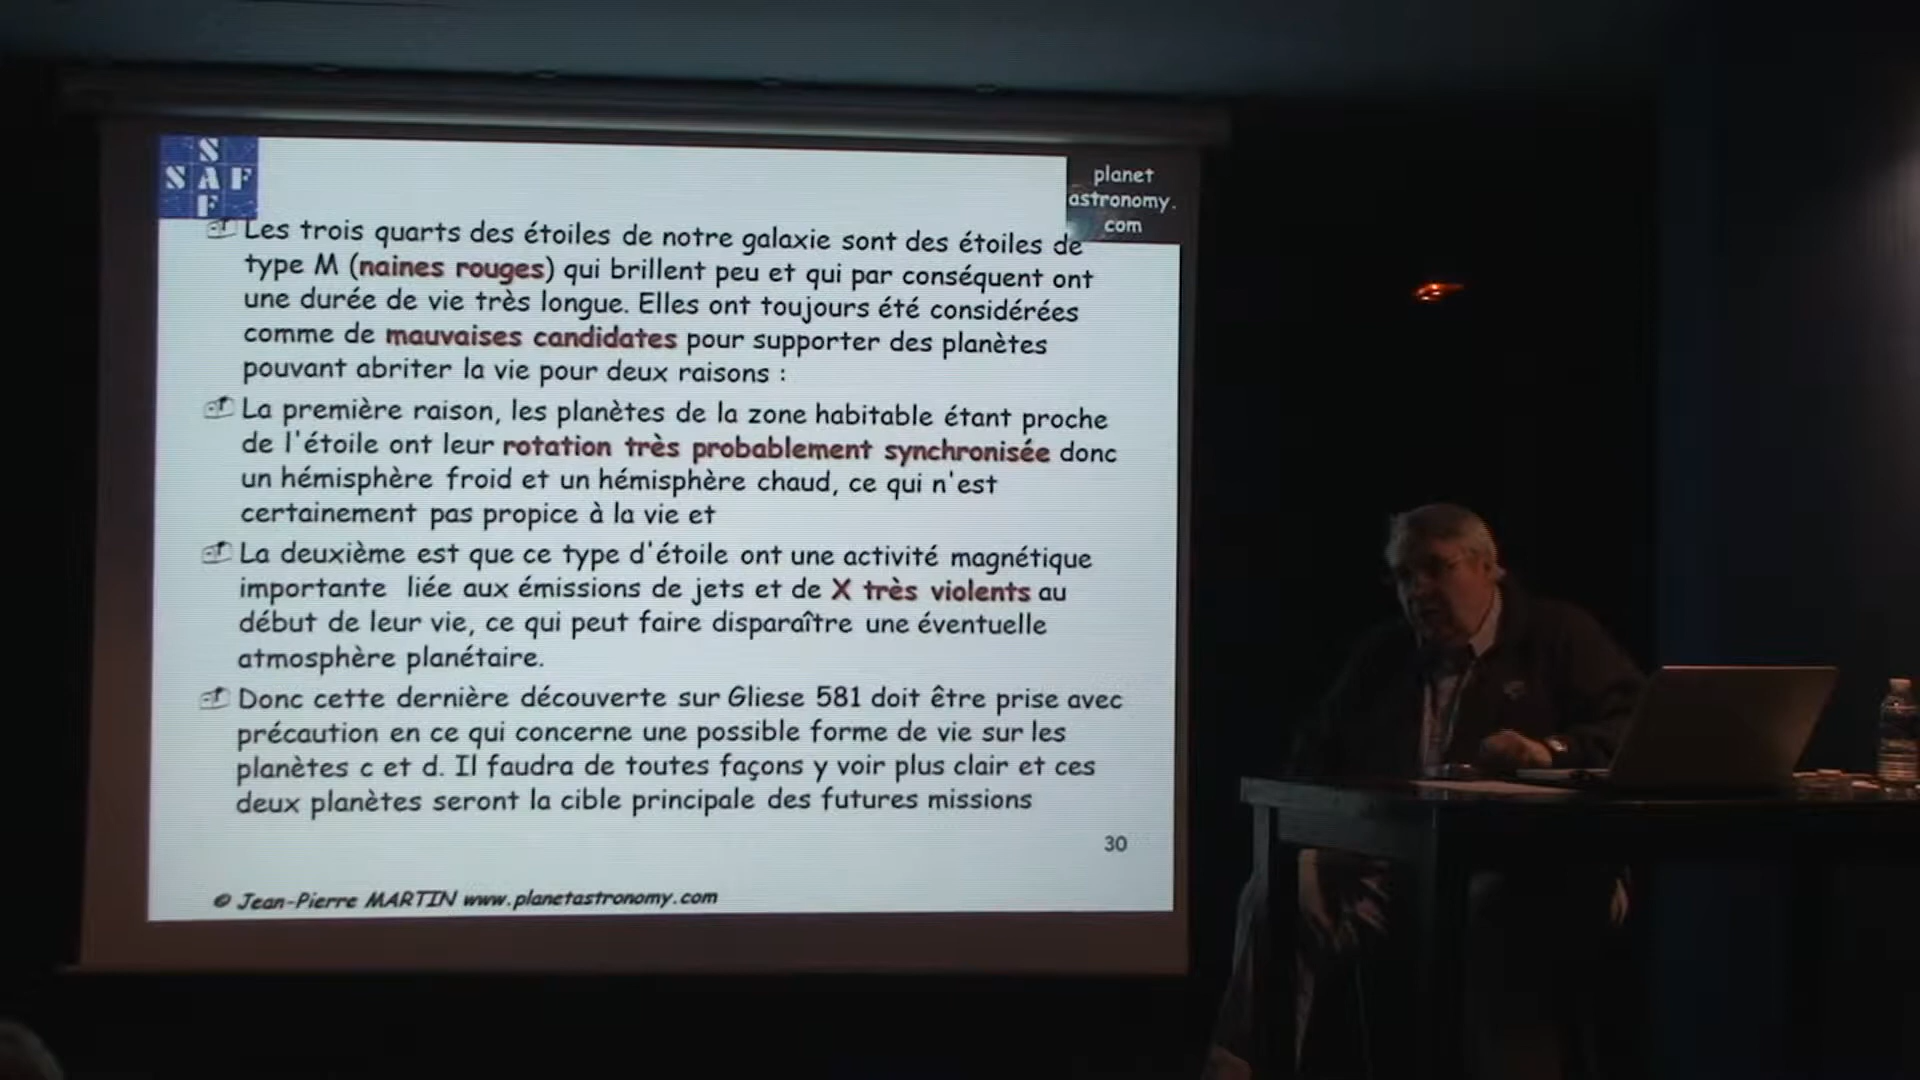 S
SAF
F
planet
astronomy.
com
Les trois quarts des étoiles de notre galaxie sont des étoiles de
type M (naines rouges) qui brillent peu et qui par conséquent ont
une durée de vie très longue. Elles ont toujours été considérées
comme de mauvaises candidates pour supporter des planètes
pouvant abriter la vie pour deux raisons :
La première raison, les planètes de la zone habitable étant proche
de l'étoile ont leur rotation très probablement synchronisée donc
un hémisphère froid et un hémisphère chaud, ce qui n'est
certainement pas propice à la vie et
La deuxième est que ce type d'étoile ont une activité magnétique
importante liée aux émissions de jets et de X très violents au
début de leur vie, ce qui peut faire disparaître une éventuelle
atmosphère planétaire.
Donc cette dernière découverte sur Gliese 581 doit être prise avec
précaution en ce qui concerne une possible forme de vie sur les
planètes c et d. Il faudra de toutes façons y voir plus clair et ces
deux planètes seront la cible principale des futures missions
30
© Jean-Pierre MARTIN www.planetastronomy.com